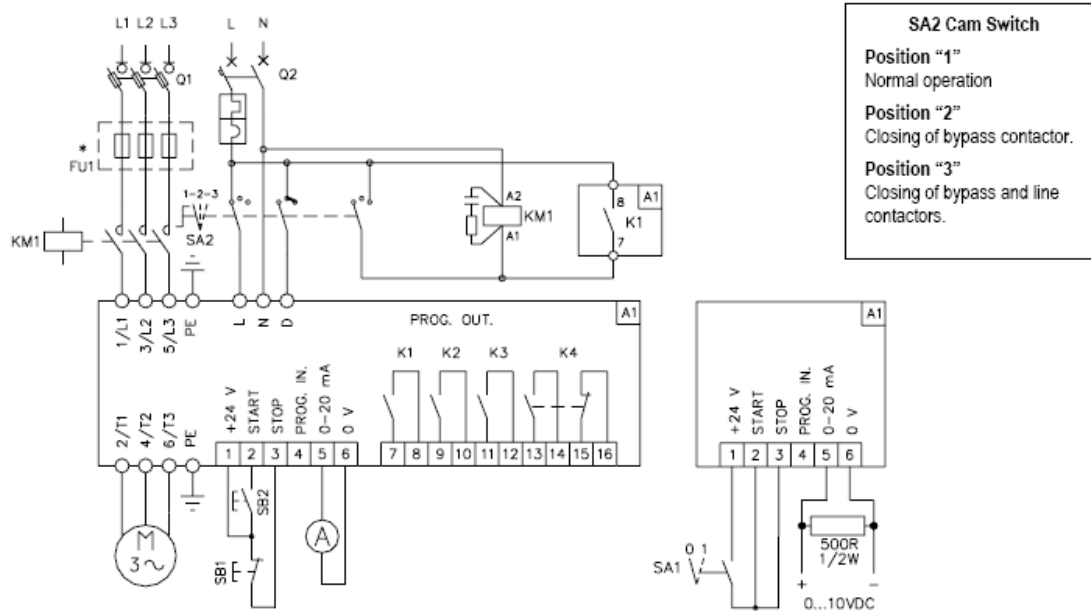 L1 L2 L3 L N
Q1 Q2
*
FU1
1-2-3
SA2
KM1
A2
KM1
A1
8
K1
7
A1
SA2 Cam Switch
Position "1"
Normal operation
Position "2"
Closing of bypass contactor.
Position "3"
Closing of bypass and line
contactors.
1/L1 3/L2 5/L3 PE L N D
PROG. OUT.
A1
K1 K2 K3 K4
2/T1 4/T2 6/T3 PE
+24 V START STOP PROG. IN. 0-20 mA 0 V
1 2 3 4 5 6
7 8 9 10 11 12 13 14 15 16
SB2
SB1
A
M
3~
A1
+24 V START STOP PROG. IN. 0-20 mA 0 V
1 2 3 4 5 6
0 1
SA1
500R
1/2W
+ -
0...10VDC